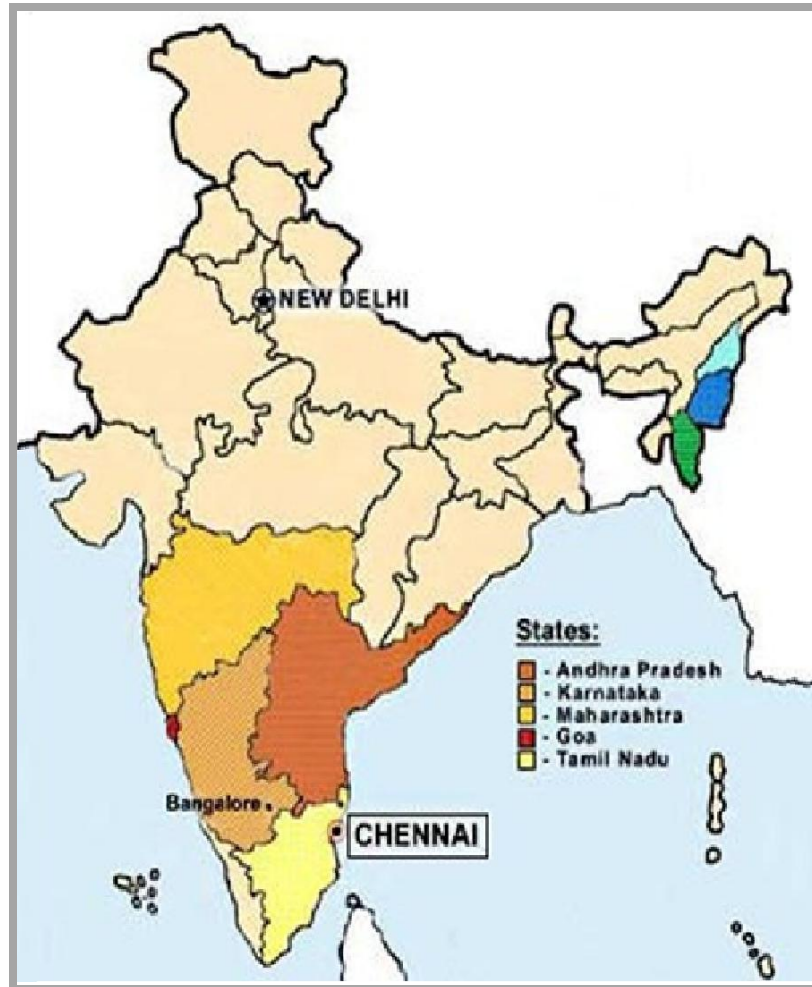 NEW DELHI
States:
- Andhra Pradesh
- Karnataka
- Maharashtra
- Goa
- Tamil Nadu
Bangalore
CHENNAI